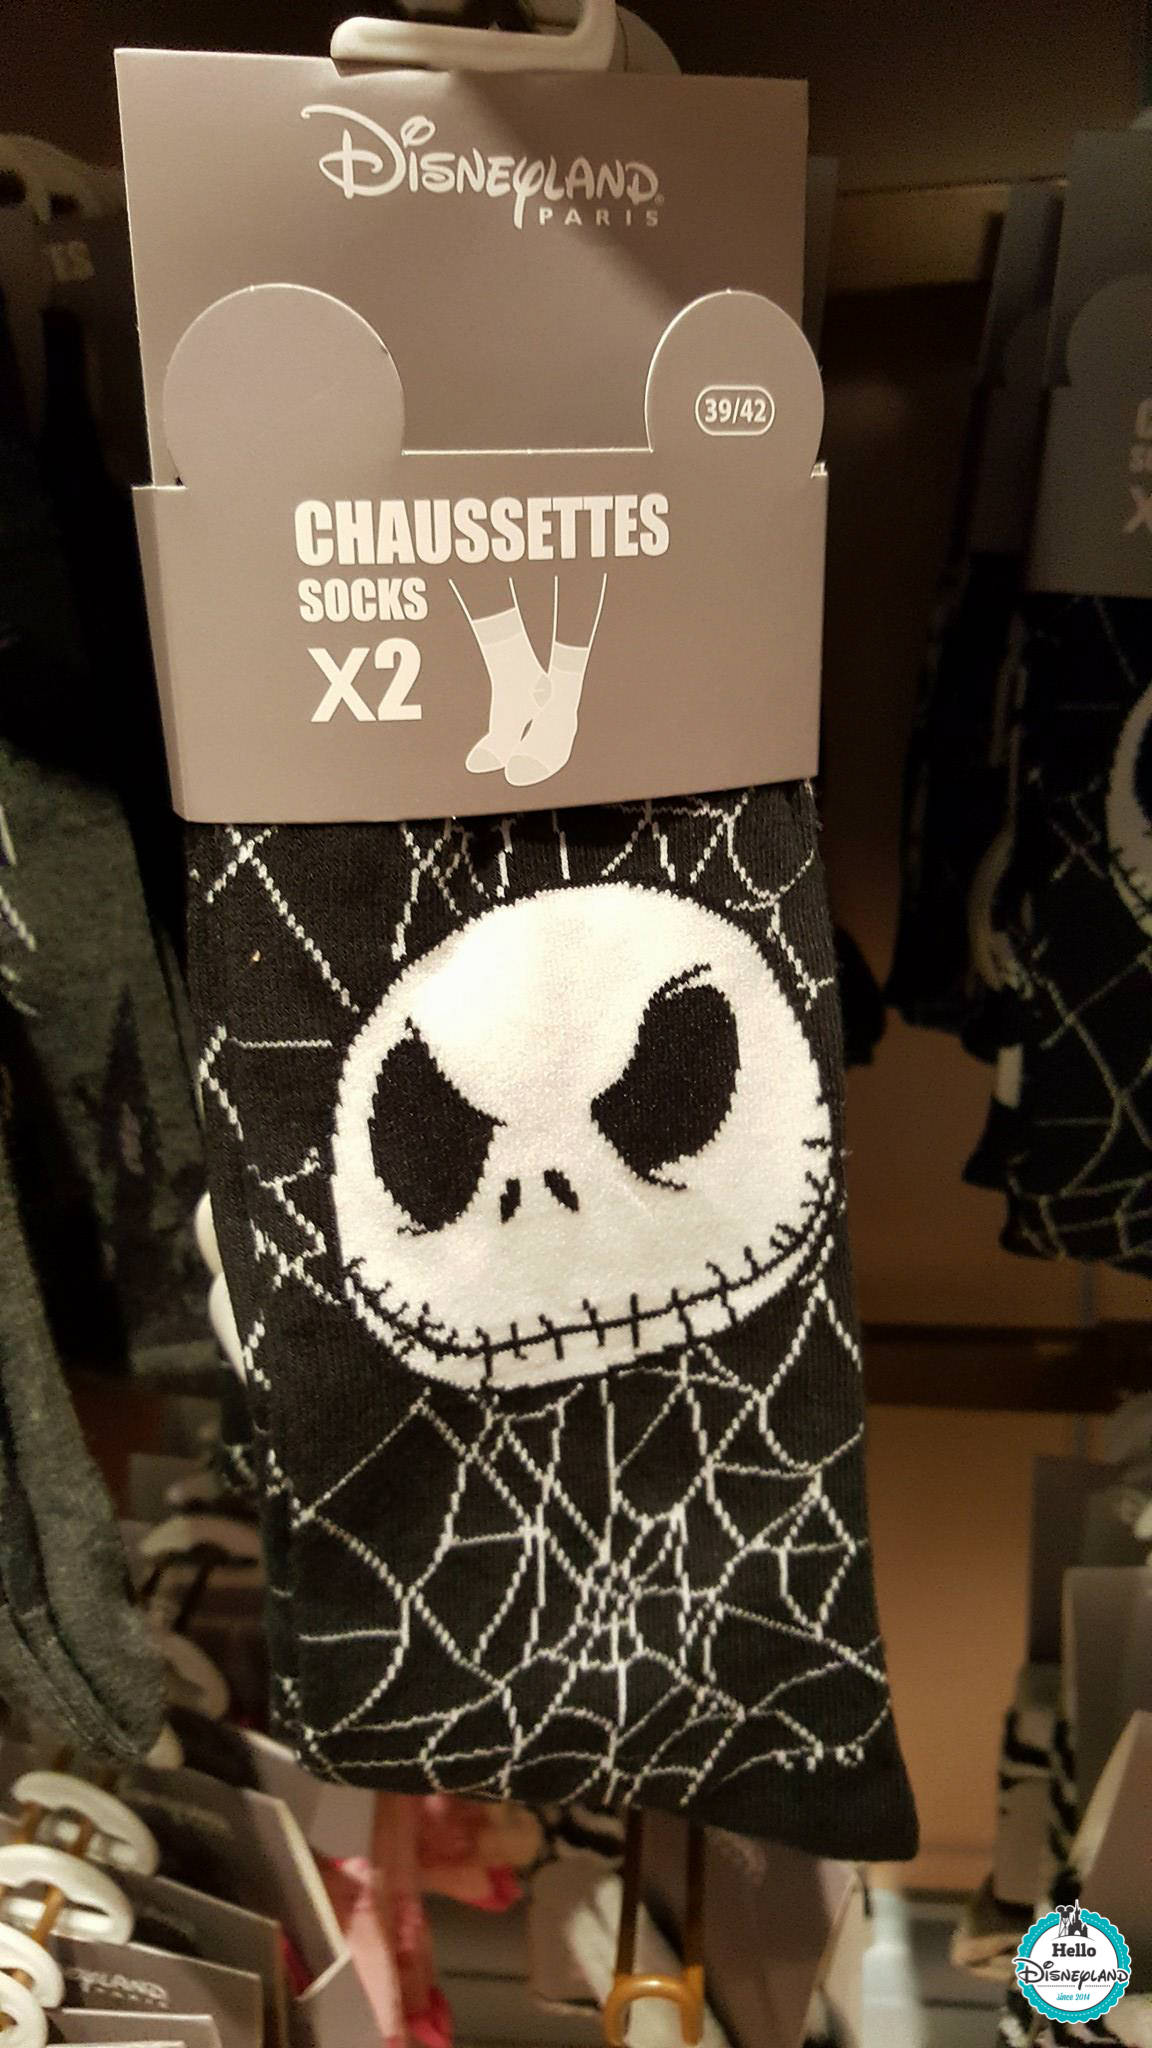 DISNEYLAND®
PARIS
39/42
CHAUSSETTES
SOCKS
X2
Hello
DISNEYLAND
since 2014